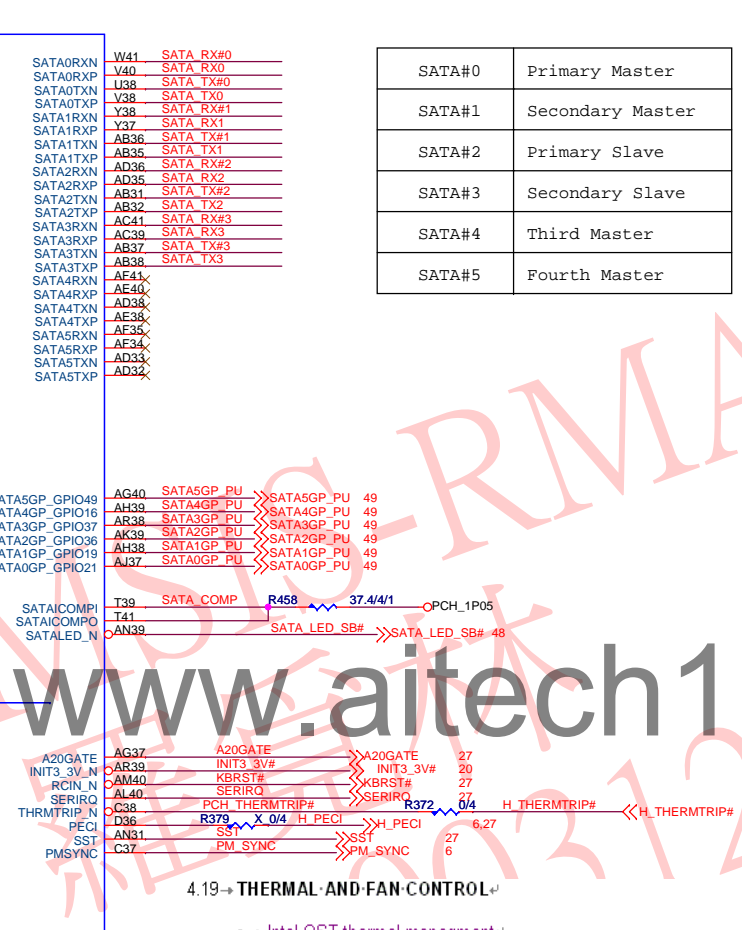 SATA0RXN W41 SATA_RX#0
SATA0RXP V40 SATA_RX0
SATA0TXN U38 SATA_TX#0
SATA0TXP V38 SATA_TX0
SATA1RXN Y38 SATA_RX#1
SATA1RXP Y37 SATA_RX1
SATA1TXN AB36 SATA_TX#1
SATA1TXP AB35 SATA_TX1
SATA2RXN AD36 SATA_RX#2
SATA2RXP AD35 SATA_RX2
SATA2TXN AB31 SATA_TX#2
SATA2TXP AB32 SATA_TX2
SATA3RXN AC41 SATA_RX#3
SATA3RXP AC39 SATA_RX3
SATA3TXN AB37 SATA_TX#3
SATA3TXP AB38 SATA_TX3
SATA4RXN AF41
SATA4RXP AE40
SATA4TXN AD38
SATA4TXP AE38
SATA5RXN AF35
SATA5RXP AF34
SATA5TXN AD33
SATA5TXP AD32
SATA#0 Primary Master
SATA#1 Secondary Master
SATA#2 Primary Slave
SATA#3 Secondary Slave
SATA#4 Third Master
SATA#5 Fourth Master
ATA5GP_GPIO49 AG40 SATA5GP_PU SATA5GP_PU 49
ATA4GP_GPIO16 AH39 SATA4GP_PU SATA4GP_PU 49
ATA3GP_GPIO37 AR38 SATA3GP_PU SATA3GP_PU 49
ATA2GP_GPIO36 AK39 SATA2GP_PU SATA2GP_PU 49
ATA1GP_GPIO19 AH38 SATA1GP_PU SATA1GP_PU 49
ATA0GP_GPIO21 AJ37 SATA0GP_PU SATA0GP_PU 49
SATAICOMPI T39 SATA_COMP R458 37.4/4/1 PCH_1P05
SATAICOMPO T41
SATALED_N AN39 SATA_LED_SB# SATA_LED_SB# 48
www.aitech1
MSIS-RMA
A20GATE AG37 A20GATE A20GATE 27
INIT3_3V_N AR39 INIT3_3V# INIT3_3V# 20
RCIN_N AM40 KBRST# KBRST# 27
SERIRQ AL40 SERIRQ SERIRQ 27
THRMTRIP_N C38 PCH_THERMTRIP# R372 0/4 H_THERMTRIP# H_THERMTRIP#
PECI D36 R379 X_0/4 H_PECI H_PECI 6,27
SST AN31 SST SST 27
PMSYNC C37 PM_SYNC PM_SYNC 6
4.19→THERMAL·AND·FAN·CONTROL↵